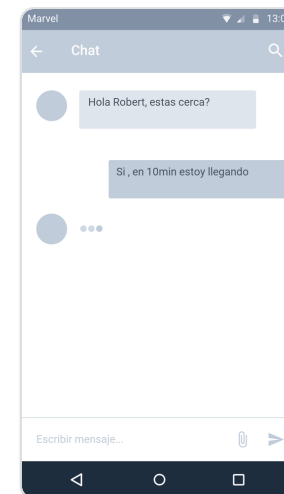 Marvel 13:0
Chat
Hola Robert, estas cerca?
Si , en 10min estoy llegando
Escribir mensaje...